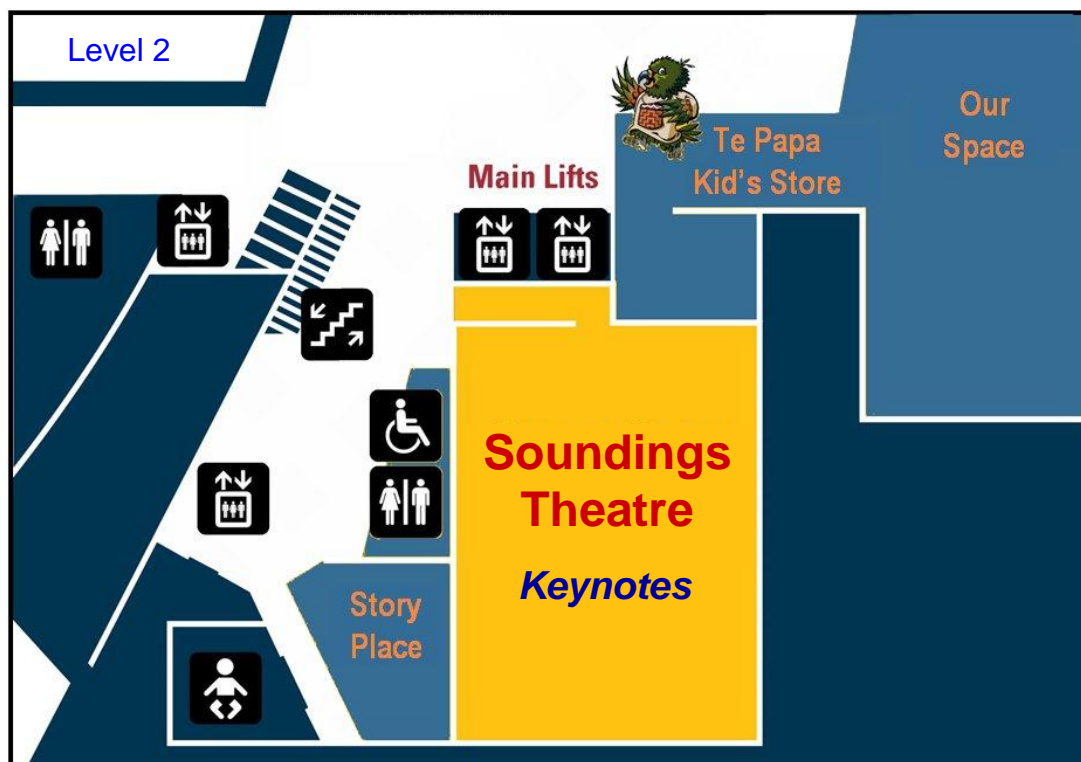 Level 2
Our
Space
Te Papa
Kid's Store
Main Lifts
Soundings
Theatre
Keynotes
Story
Place